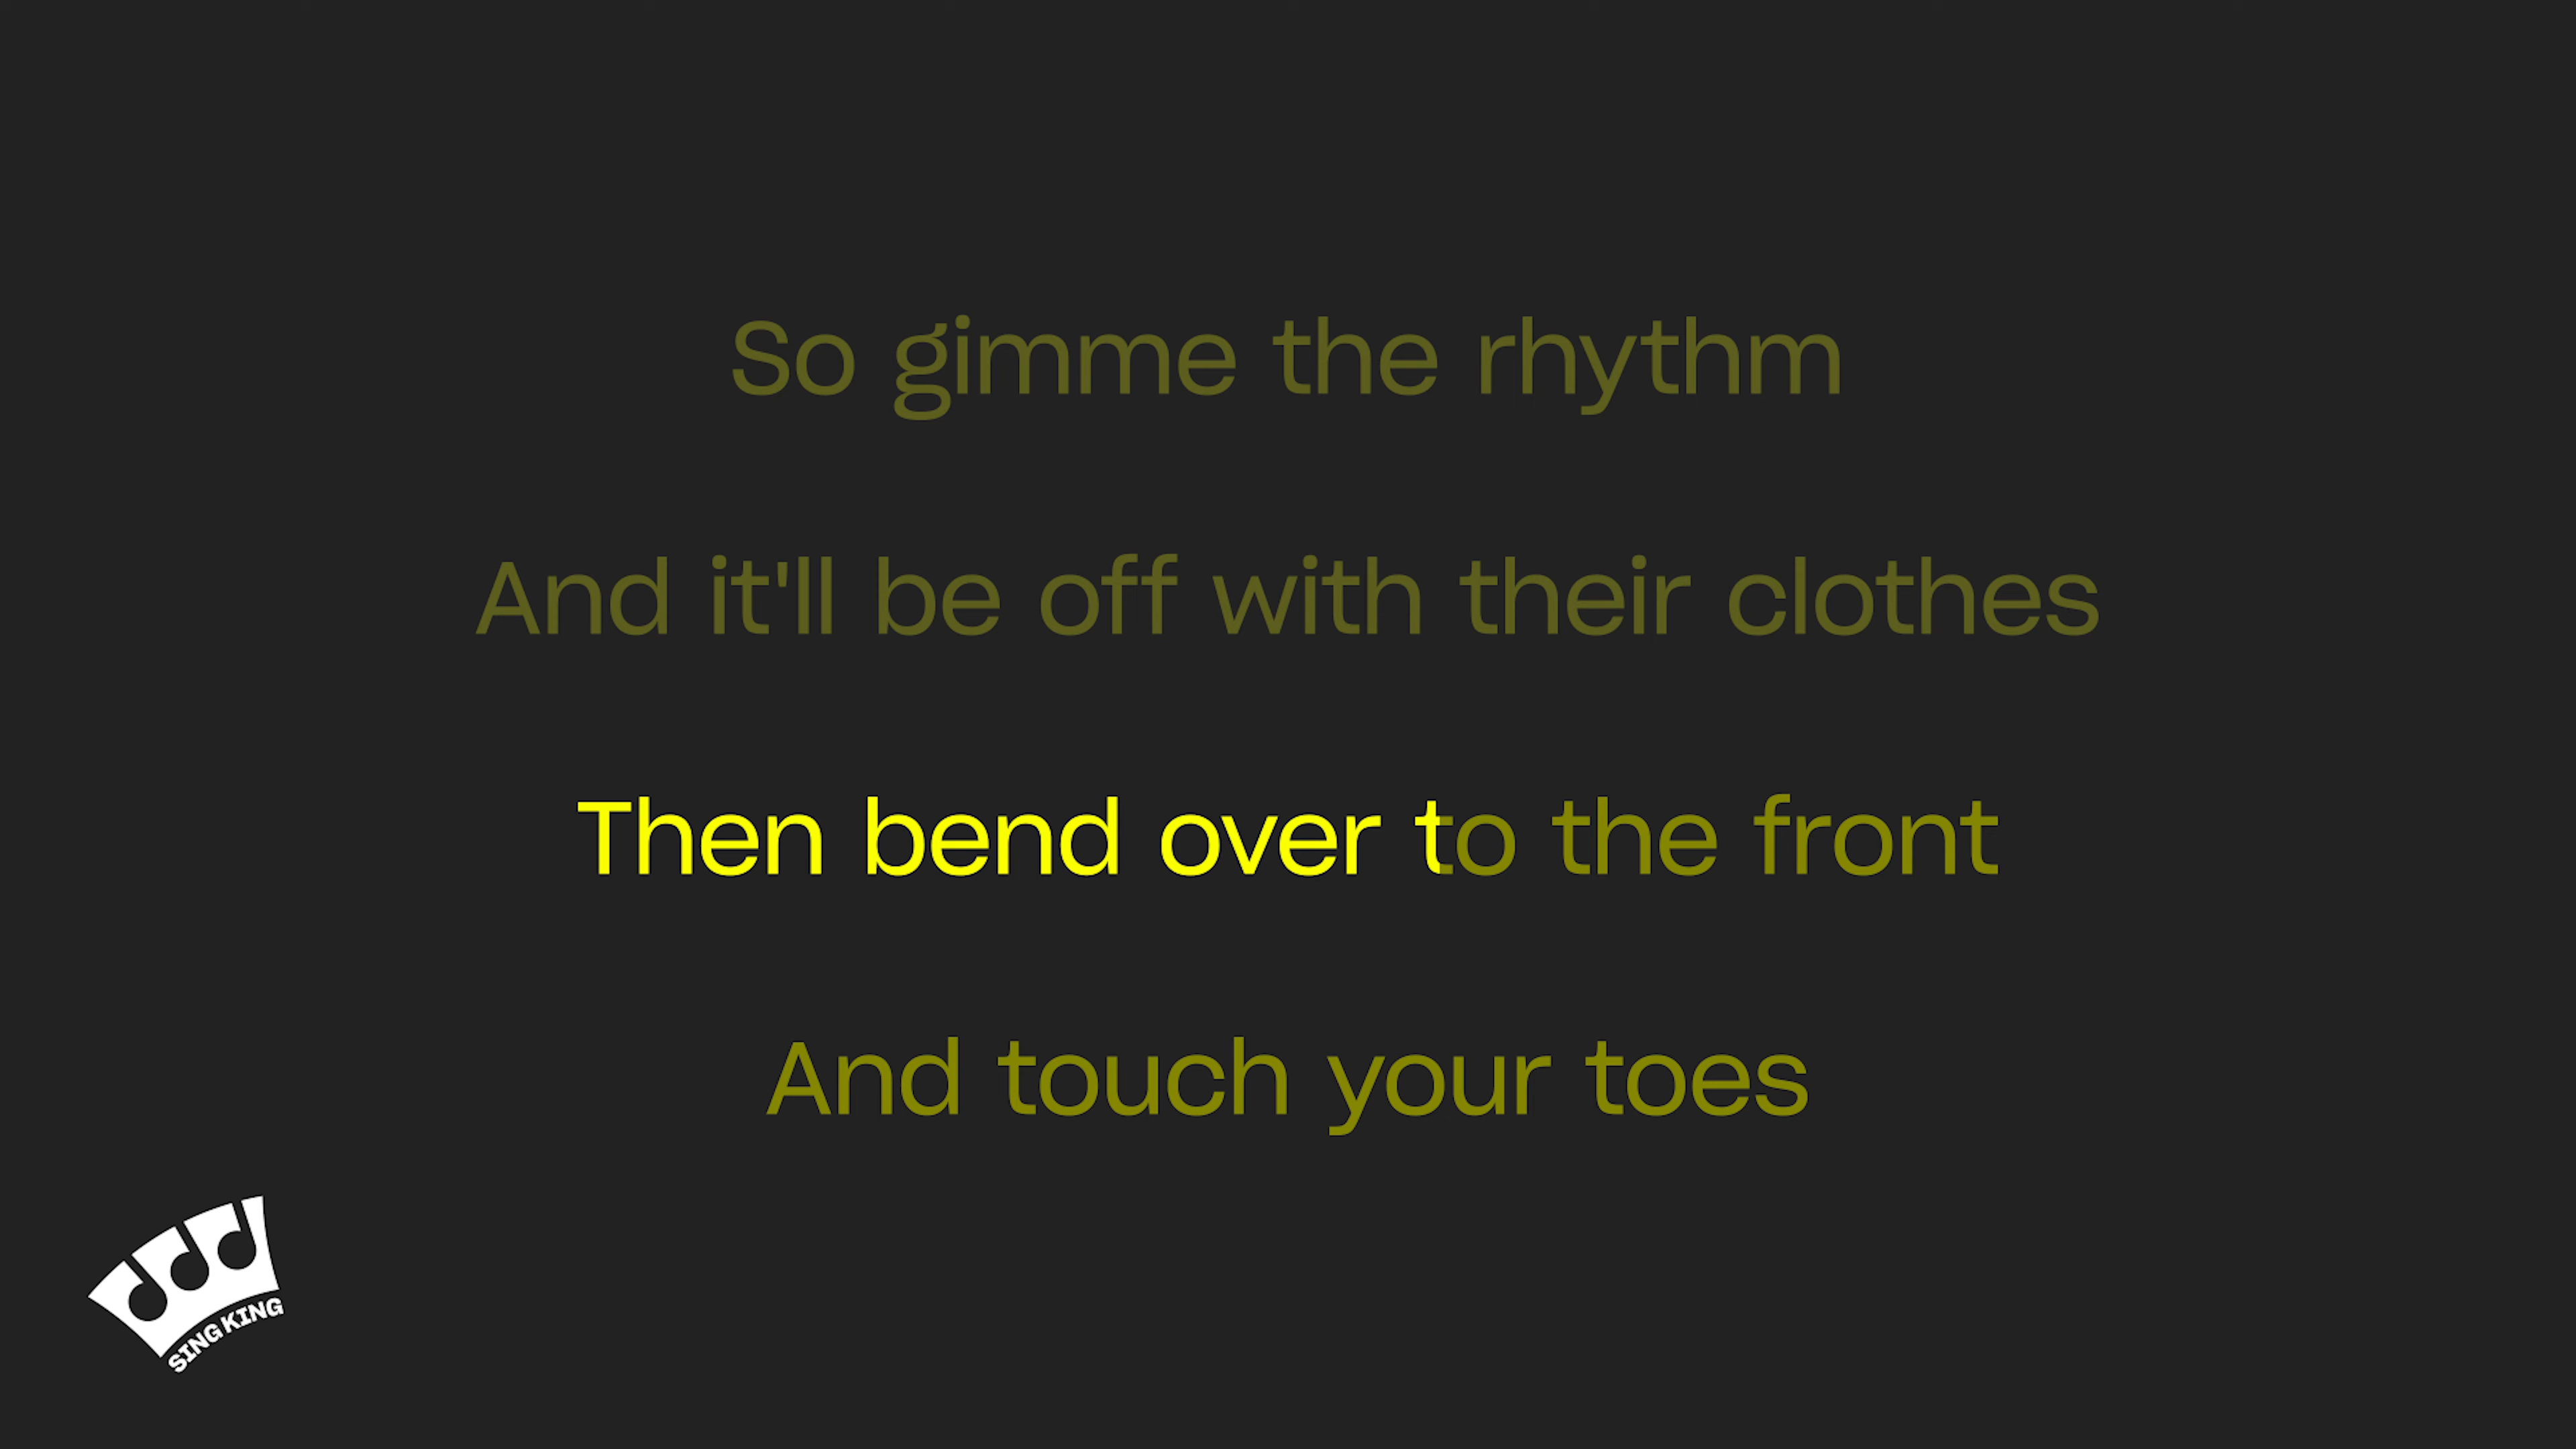 So gimme the rhythm
And it'll be off with their clothes
Then bend over to the front
And touch your toes
SING KING